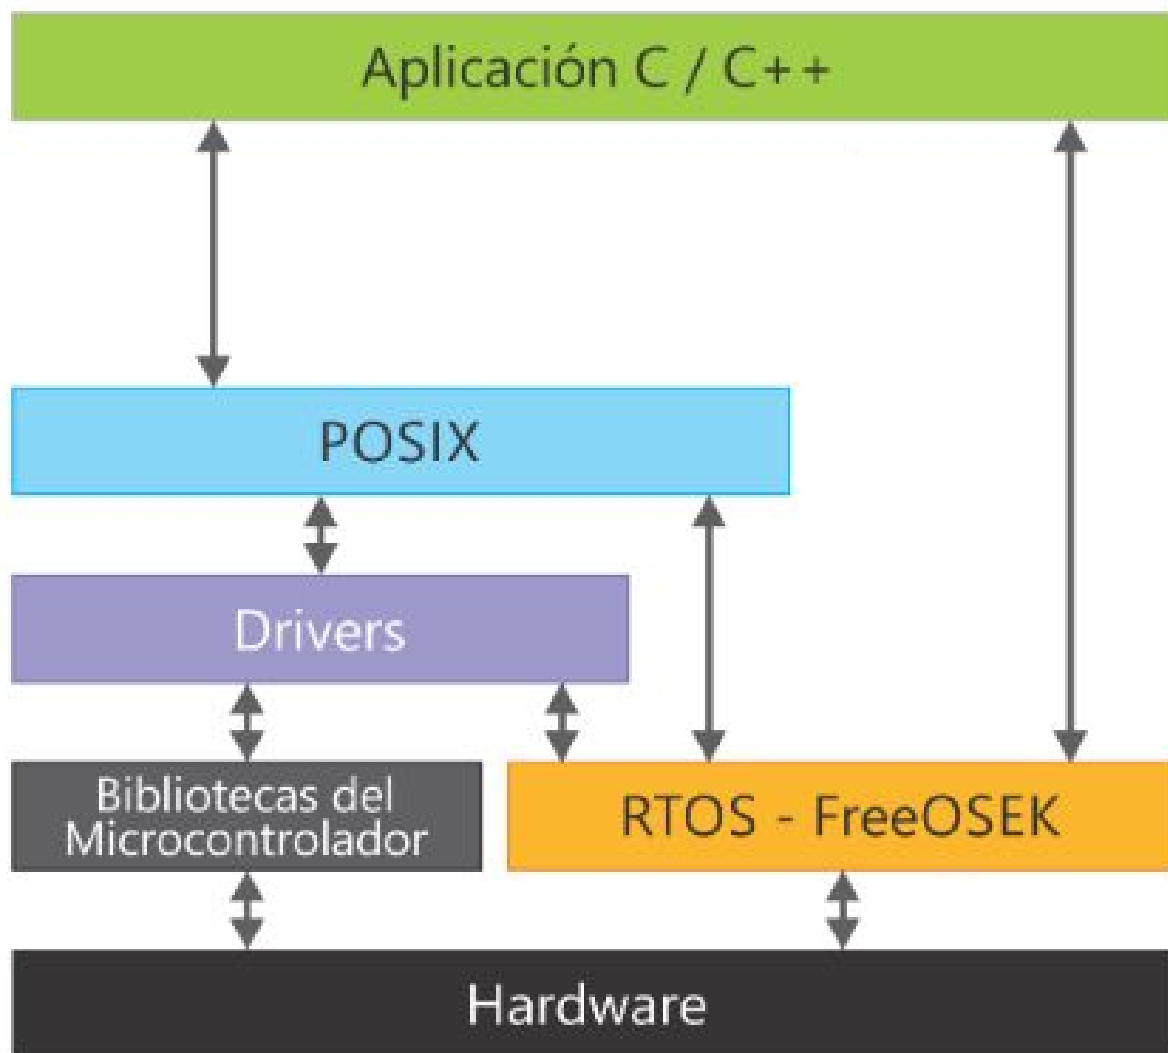 Aplicación C / C++
POSIX
Drivers
Bibliotecas del
Microcontrolador
RTOS - FreeOSEK
Hardware